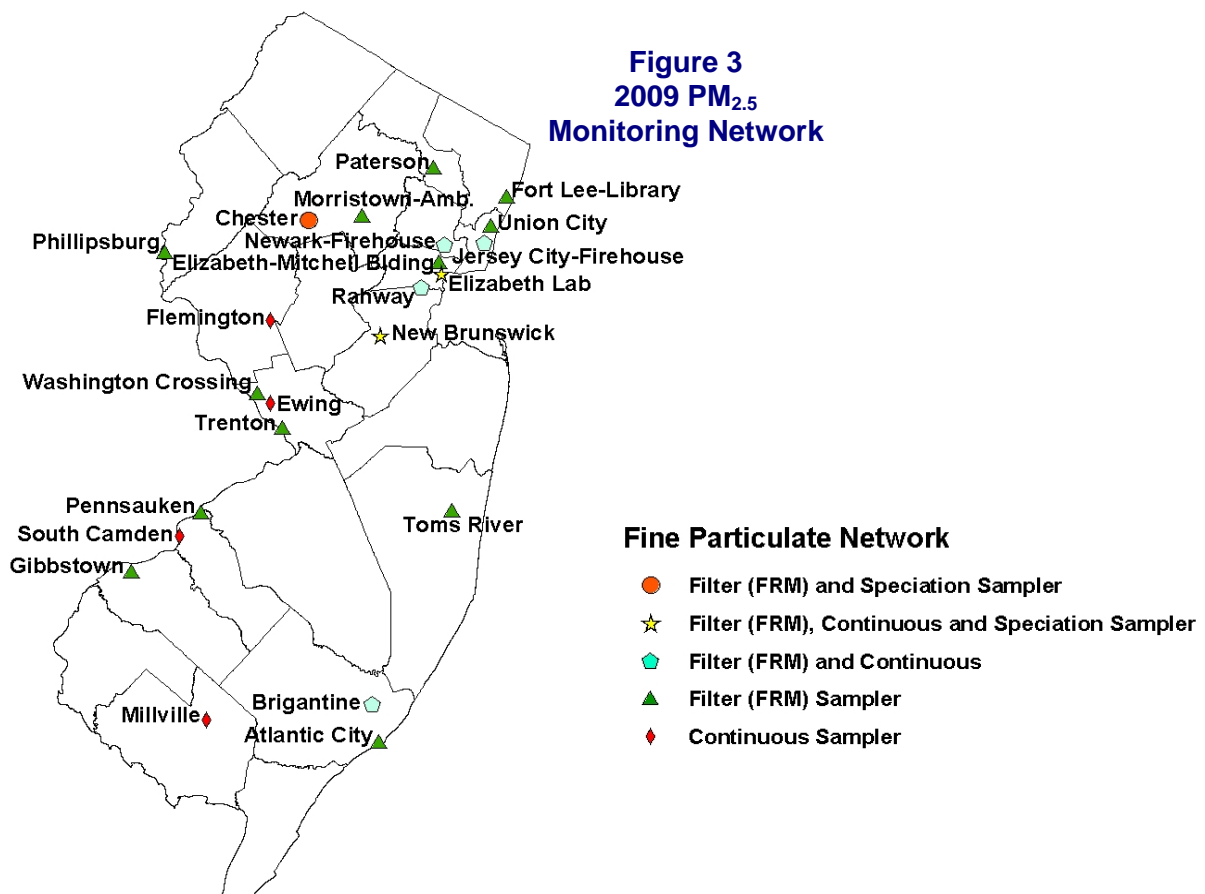 Figure 3
2009 PM2.5
Monitoring Network
Paterson
Fort Lee-Library
Morristown-Amb.
Chester
Union City
Phillipsburg
Newark-Firehouse
Jersey City-Firehouse
Elizabeth-Mitchell Blding
Elizabeth Lab
Rahway
Flemington
New Brunswick
Washington Crossing
Ewing
Trenton
Pennsauken
Toms River
South Camden
Gibbstown
Brigantine
Millville
Atlantic City
Fine Particulate Network
Filter (FRM) and Speciation Sampler
Filter (FRM), Continuous and Speciation Sampler
Filter (FRM) and Continuous
Filter (FRM) Sampler
Continuous Sampler